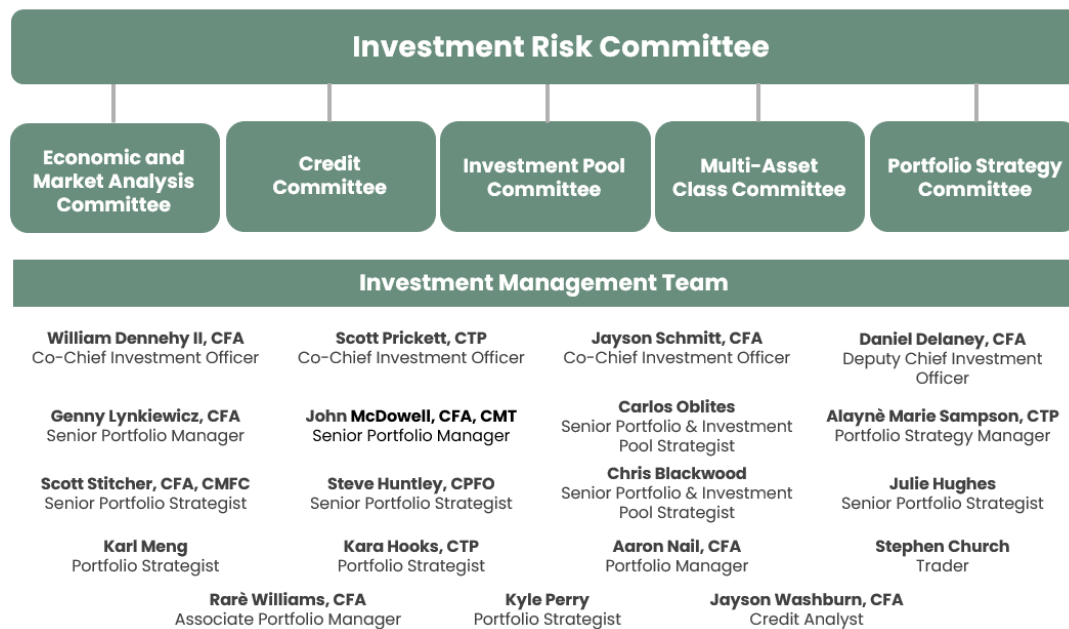 Investment Risk Committee
Economic and
Market Analysis
Committee
Credit
Committee
Investment Pool
Committee
Multi-Asset
Class Committee
Portfolio Strategy
Committee
Investment Management Team
William Dennehy II, CFA
Co-Chief Investment Officer
Scott Prickett, CTP
Co-Chief Investment Officer
Jayson Schmitt, CFA
Co-Chief Investment Officer
Daniel Delaney, CFA
Deputy Chief Investment
Officer
Genny Lynkiewicz, CFA
Senior Portfolio Manager
John McDowell, CFA, CMT
Senior Portfolio Manager
Carlos Oblites
Senior Portfolio & Investment
Pool Strategist
Alaynè Marie Sampson, CTP
Portfolio Strategy Manager
Scott Stitcher, CFA, CMFC
Senior Portfolio Strategist
Steve Huntley, CPFO
Senior Portfolio Strategist
Chris Blackwood
Senior Portfolio & Investment
Pool Strategist
Julie Hughes
Senior Portfolio Strategist
Karl Meng
Portfolio Strategist
Kara Hooks, CTP
Portfolio Strategist
Aaron Nail, CFA
Portfolio Manager
Stephen Church
Trader
Rarè Williams, CFA
Associate Portfolio Manager
Kyle Perry
Portfolio Strategist
Jayson Washburn, CFA
Credit Analyst